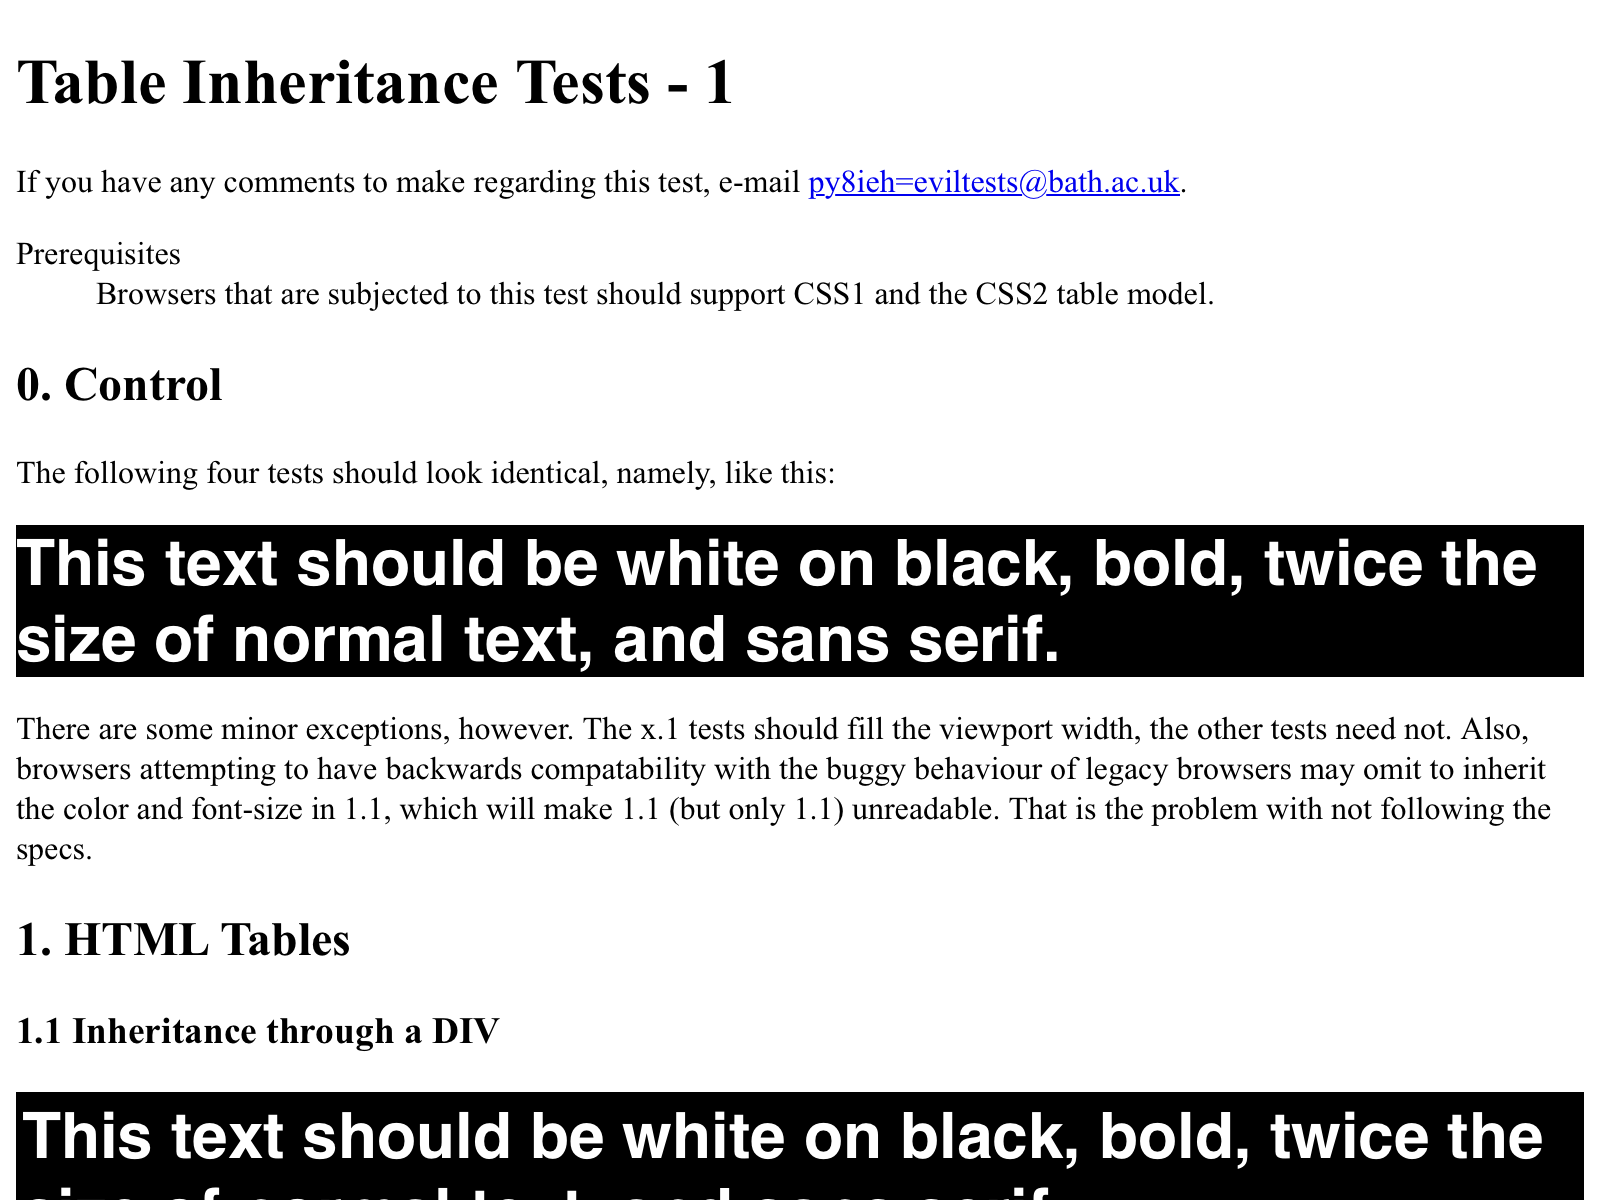 Table Inheritance Tests - 1
If you have any comments to make regarding this test, e-mail py8ieh=eviltests@bath.ac.uk.
Prerequisites
Browsers that are subjected to this test should support CSS1 and the CSS2 table model.
0. Control
The following four tests should look identical, namely, like this:
This text should be white on black, bold, twice the
size of normal text, and sans serif.
There are some minor exceptions, however. The x.1 tests should fill the viewport width, the other tests need not. Also,
browsers attempting to have backwards compatability with the buggy behaviour of legacy browsers may omit to inherit
the color and font-size in 1.1, which will make 1.1 (but only 1.1) unreadable. That is the problem with not following the
specs.
1. HTML Tables
1.1 Inheritance through a DIV
This text should be white on black, bold, twice the
size of normal text, and sans serif.